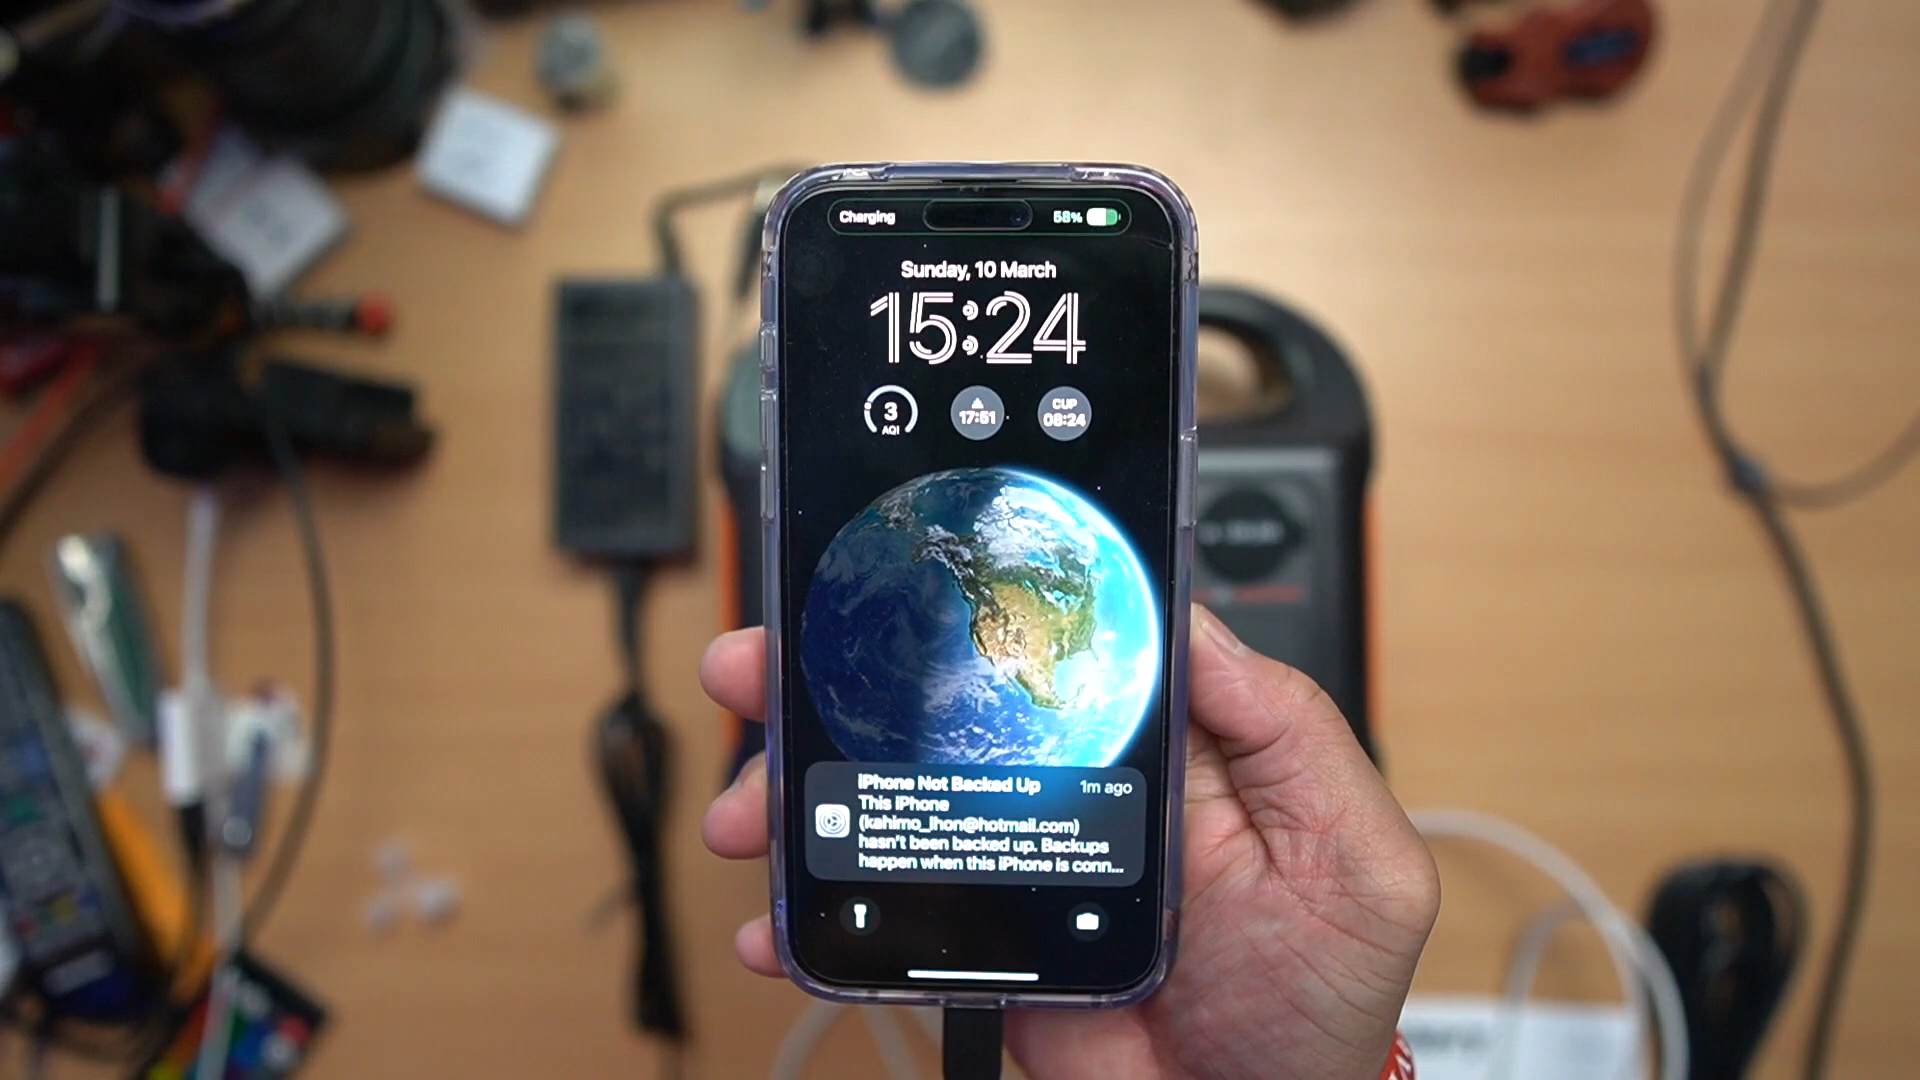 Charging 58%
Sunday, 10 March
15:24
3
AQI
17:51
CUP
08:24
iPhone Not Backed Up 1m ago
This iPhone
(kahimo_lhon@hotmail.com)
hasn't been backed up. Backups
happen when this iPhone is conn...